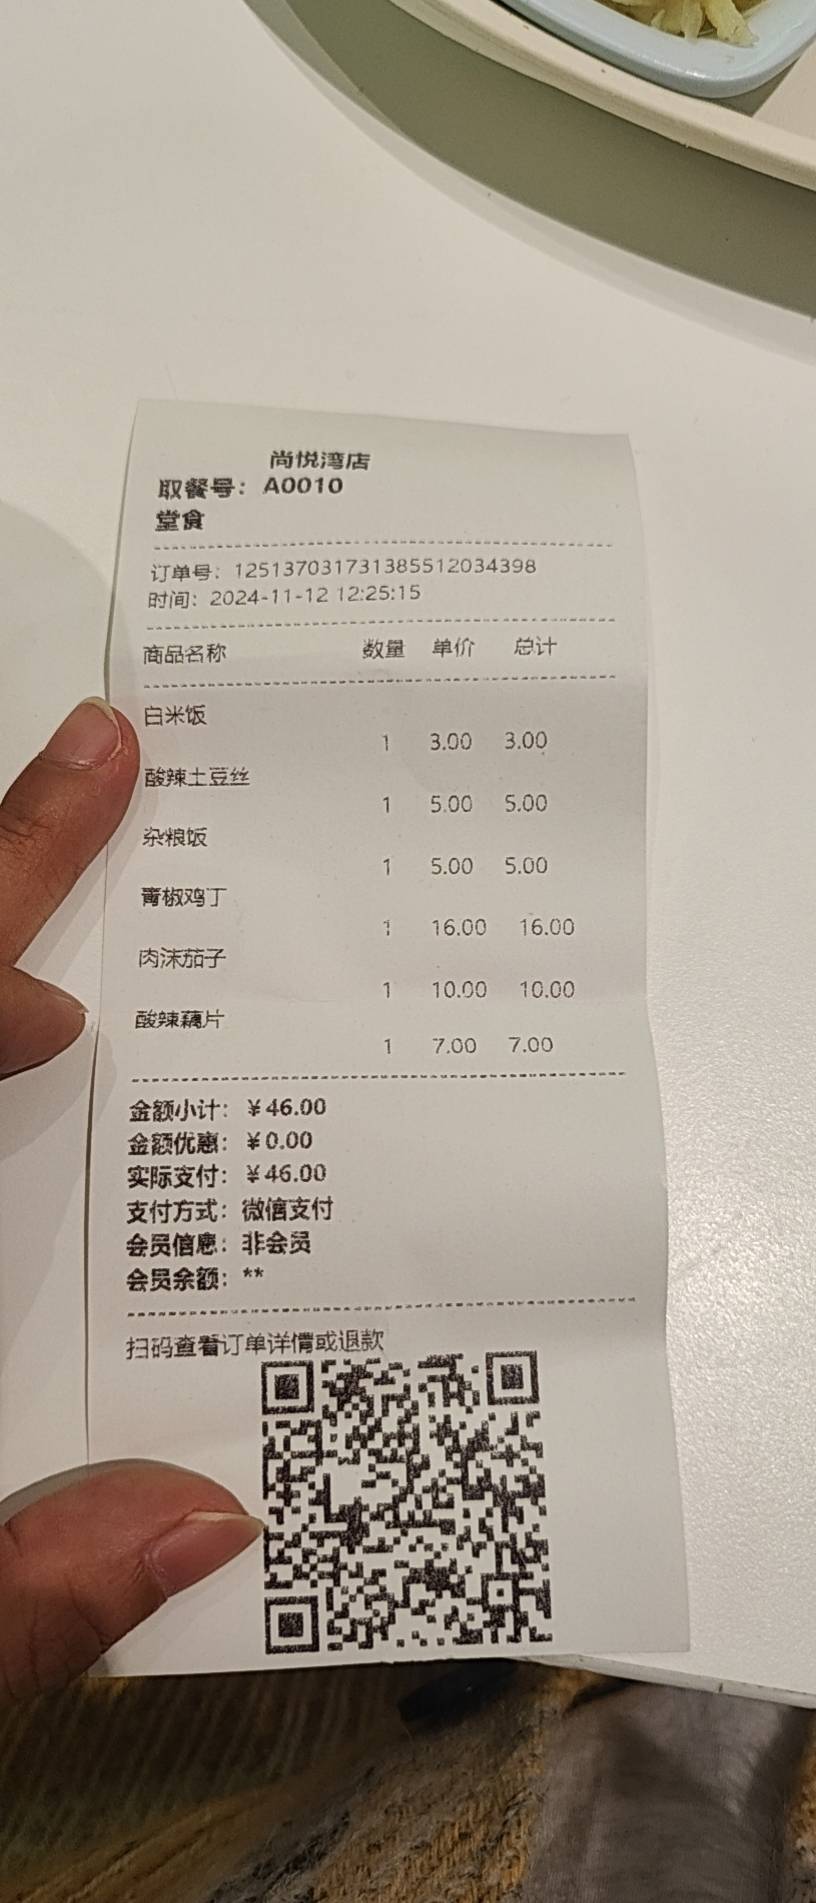 尚悦湾店
取餐号：A0010
堂食
订单号：125137031731385512034398
时间：2024-11-12 12:25:15
商品名称 数量 单价 总计
白米饭
1 3.00 3.00
酸辣土豆丝
1 5.00 5.00
杂粮饭
1 5.00 5.00
青椒鸡丁
1 16.00 16.00
肉沫茄子
1 10.00 10.00
酸辣藕片
1 7.00 7.00
金额小计：￥46.00
金额优惠：￥0.00
实际支付：￥46.00
支付方式：微信支付
会员信息：非会员
会员余额：**
扫码查看订单详情或退款